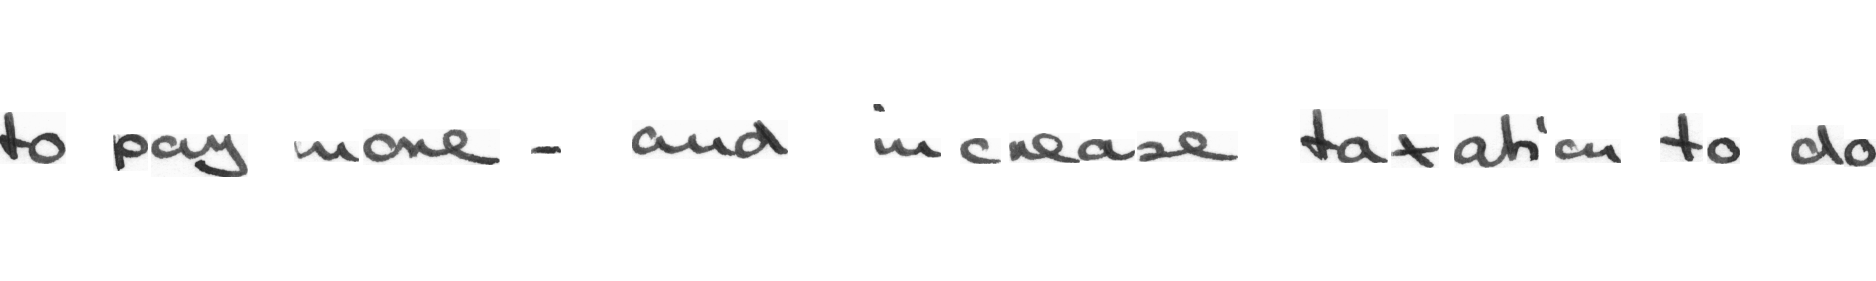 to pay more - and increase taxation to do